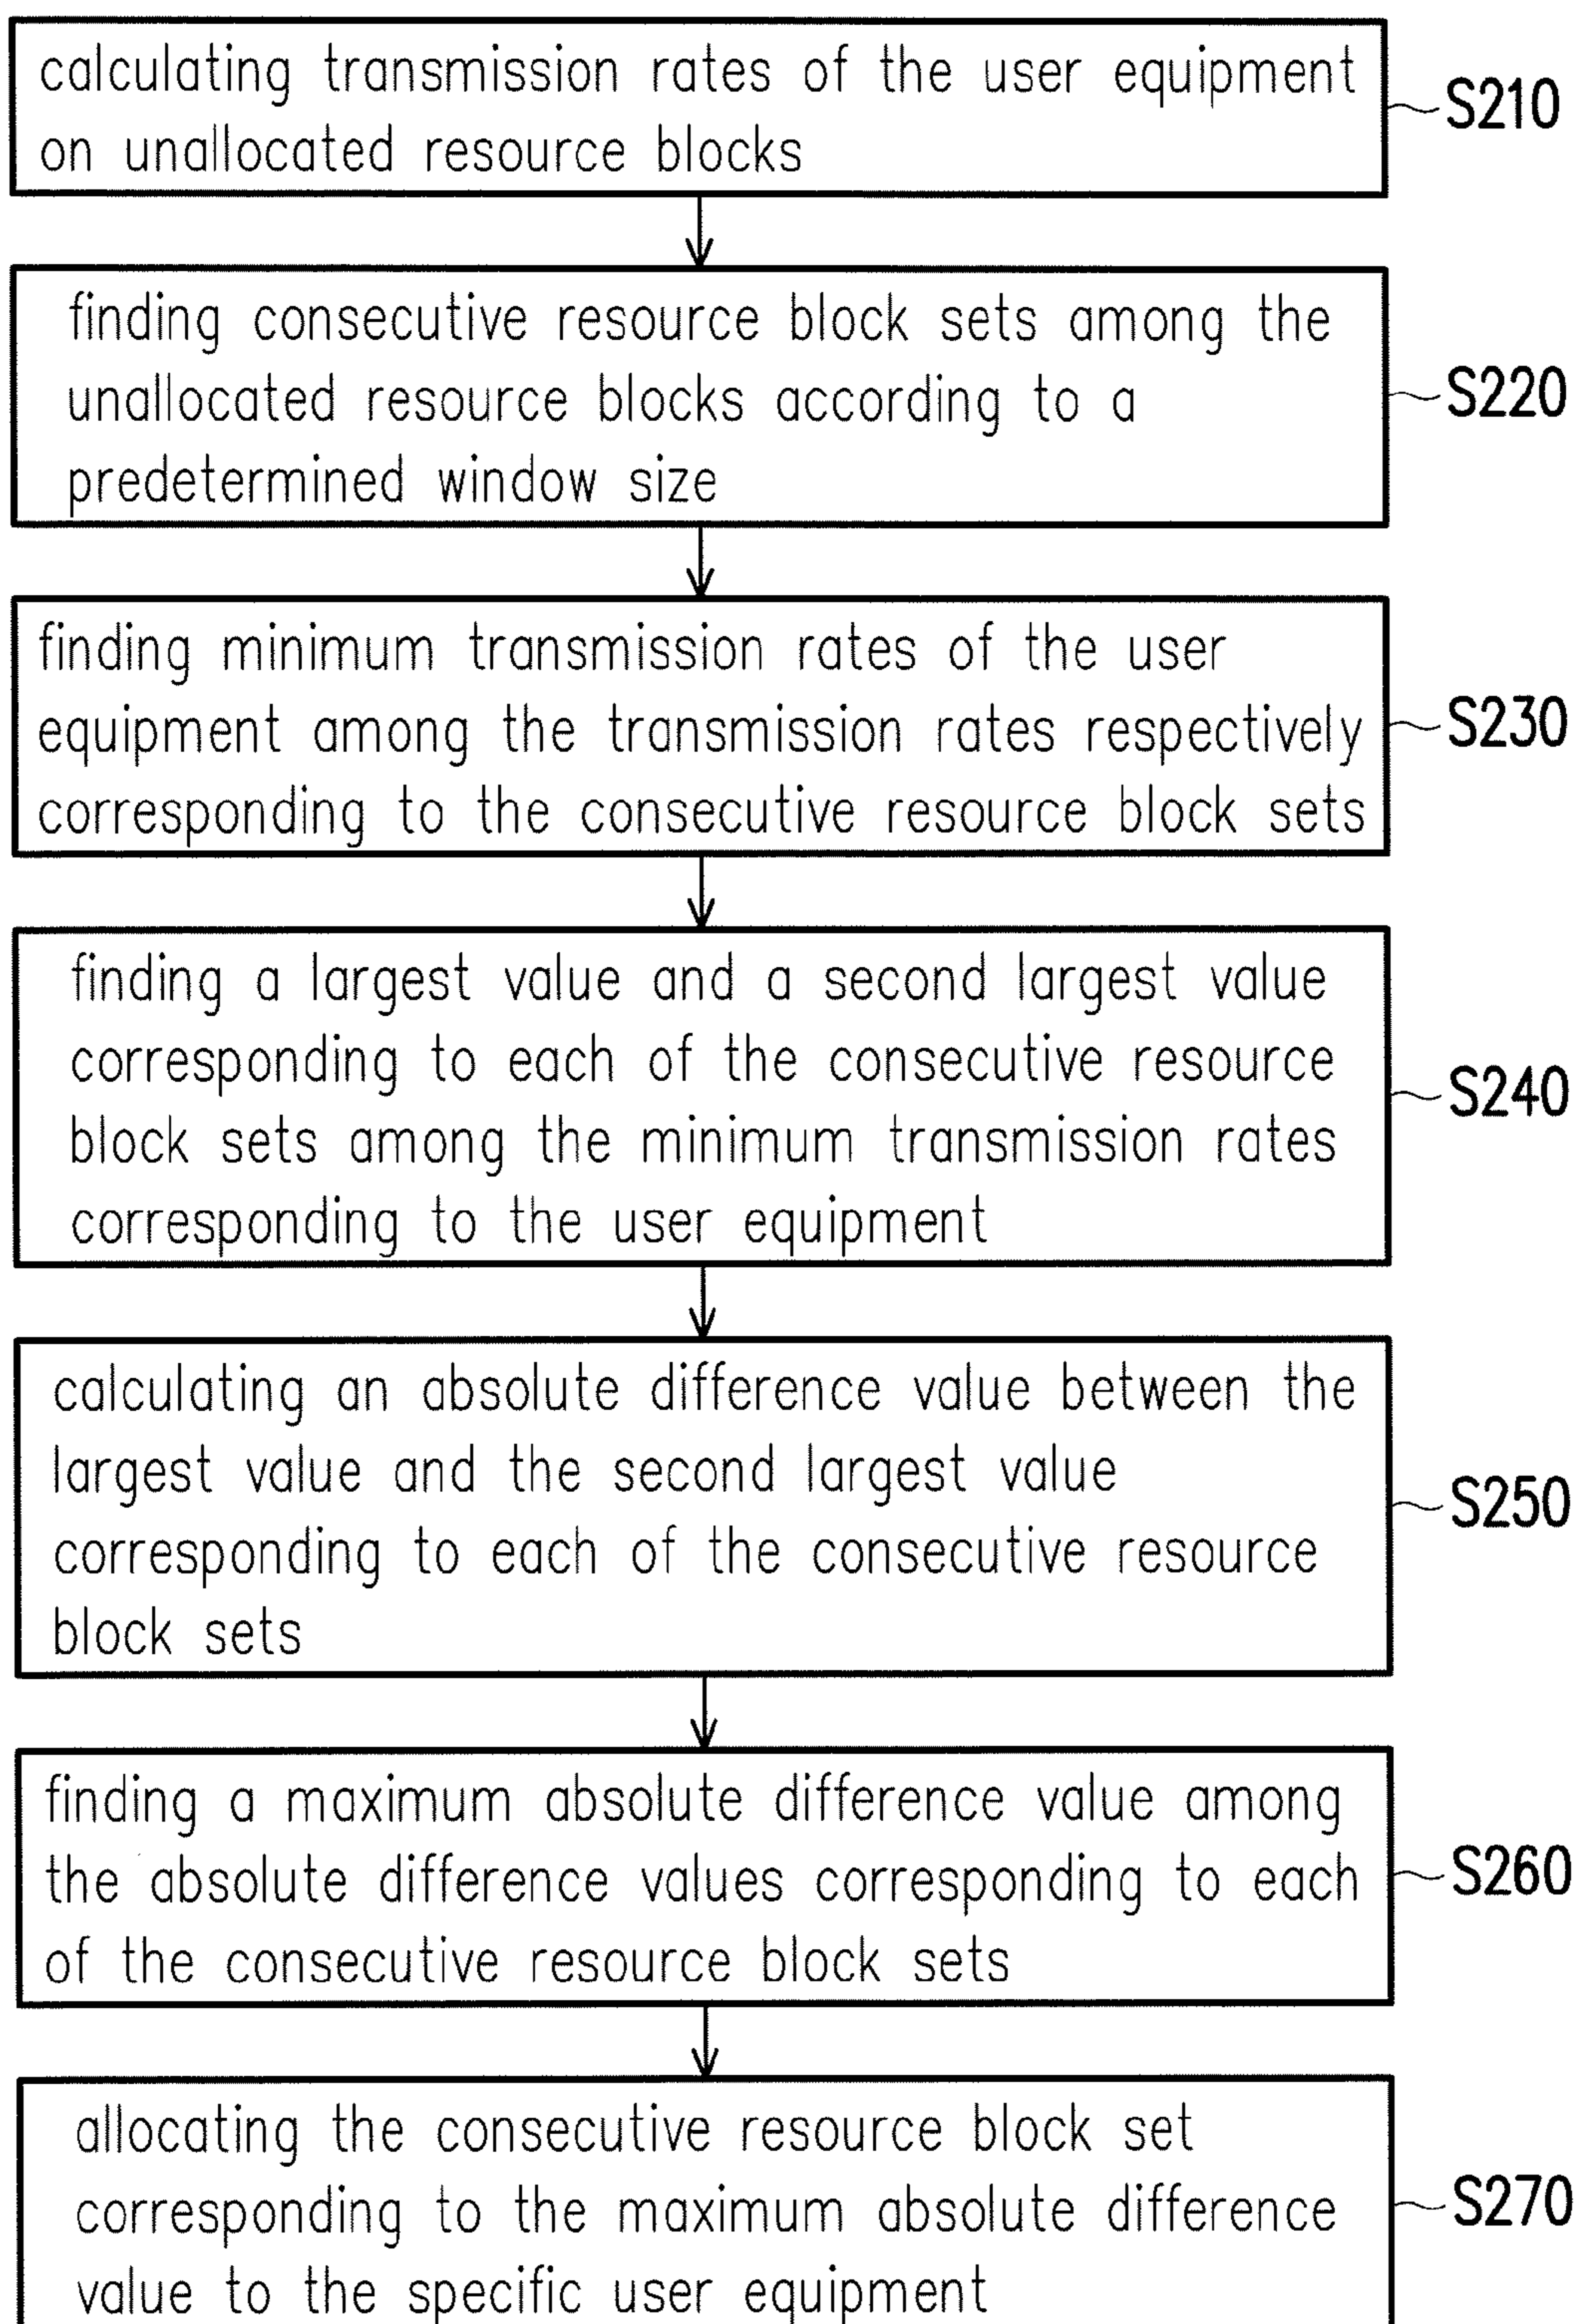 calculating transmission rates of the user equipment
on unallocated resource blocks
S210
finding consecutive resource block sets among the
unallocated resource blocks according to a
predetermined window size
S220
finding minimum transmission rates of the user
equipment among the transmission rates respectively
corresponding to the consecutive resource block sets
S230
finding a largest value and a second largest value
corresponding to each of the consecutive resource
block sets among the minimum transmission rates
corresponding to the user equipment
S240
calculating an absolute difference value between the
largest value and the second largest value
corresponding to each of the consecutive resource
block sets
S250
finding a maximum absolute difference value among
the absolute difference values corresponding to each
of the consecutive resource block sets
S260
allocating the consecutive resource block set
corresponding to the maximum absolute difference
value to the specific user equipment
S270